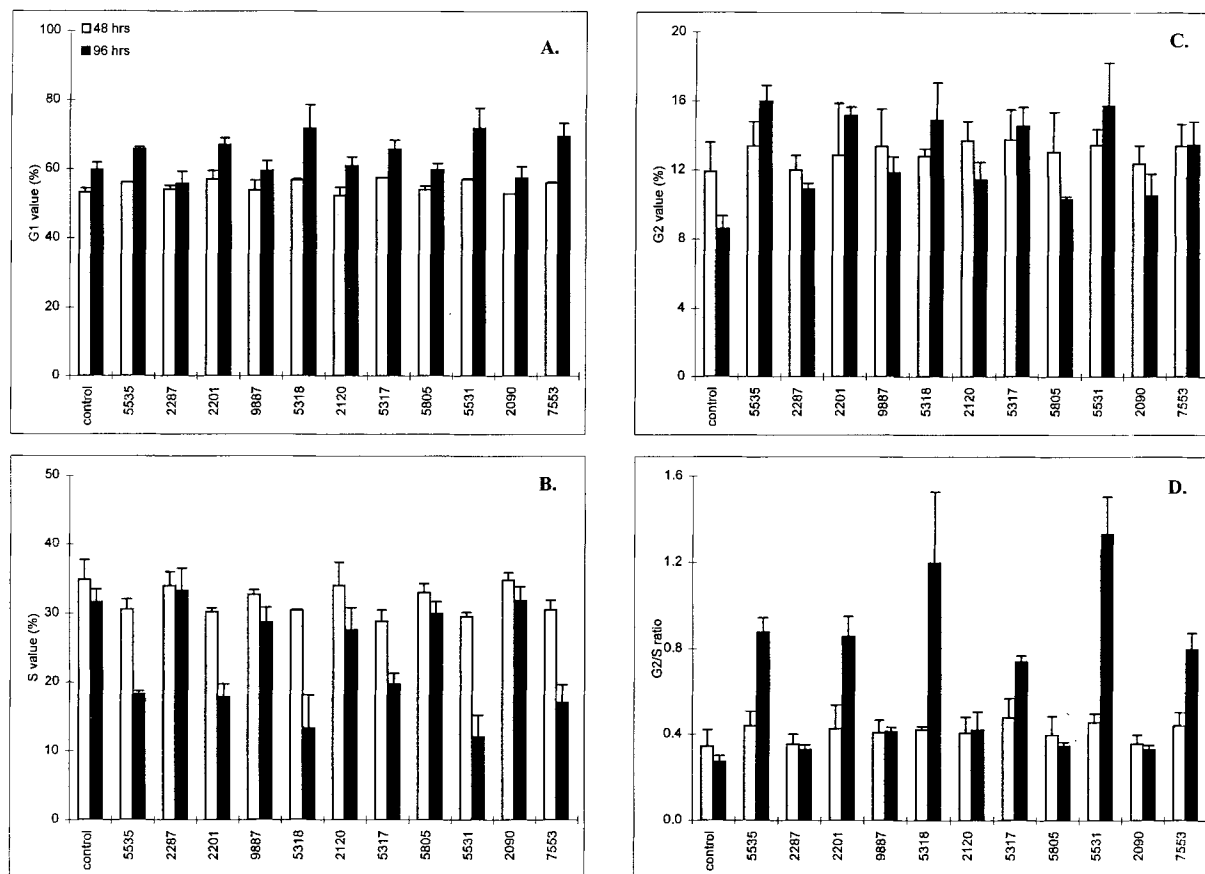 A.
48 hrs
96 hrs
G1 value (%)
100
80
60
40
20
0
control 5535 2287 2201 9887 5318 2120 5317 5805 5531 2090 7553
C.
G2 value (%)
20
16
12
8
4
0
control 5535 2287 2201 9887 5318 2120 5317 5805 5531 2090 7553
B.
S value (%)
50
40
30
20
10
0
control 5535 2287 2201 9887 5318 2120 5317 5805 5531 2090 7553
D.
G2/S ratio
1.6
1.2
0.8
0.4
0.0
control 5535 2287 2201 9887 5318 2120 5317 5805 5531 2090 7553